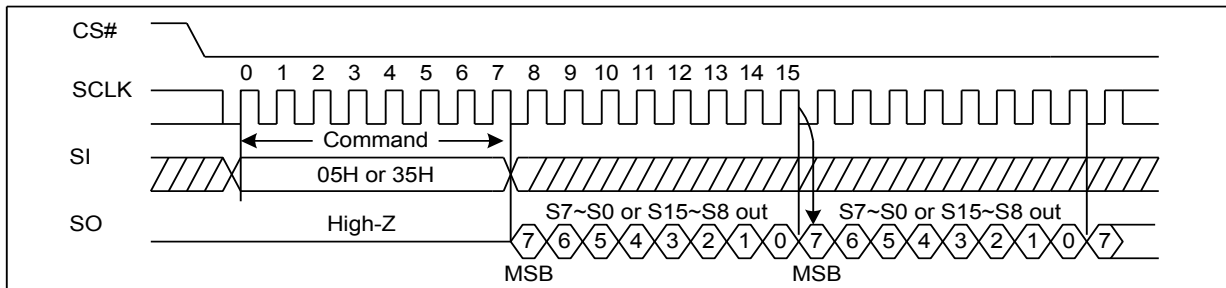 CS#
0 1 2 3 4 5 6 7 8 9 10 11 12 13 14 15
SCLK
Command
SI
05H or 35H
S7~S0 or S15~S8 out S7~S0 or S15~S8 out
SO
High-Z
7 6 5 4 3 2 1 0 7 6 5 4 3 2 1 0 7
MSB MSB